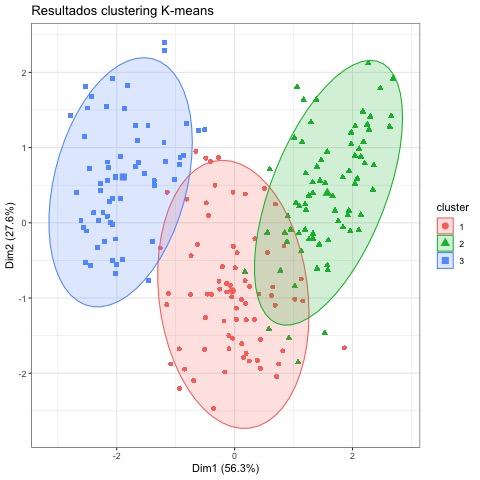 Resultados clustering K-means
Dim2 (27.6%)
2
1
0
-1
-2
-2
0
2
Dim1 (56.3%)
cluster
1
2
3